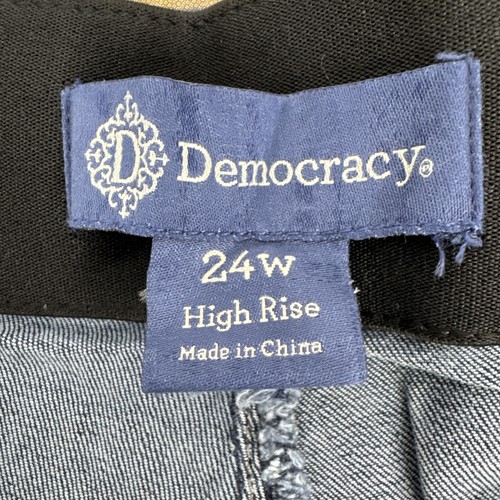 D Democracy®
24W
High Rise
Made in China